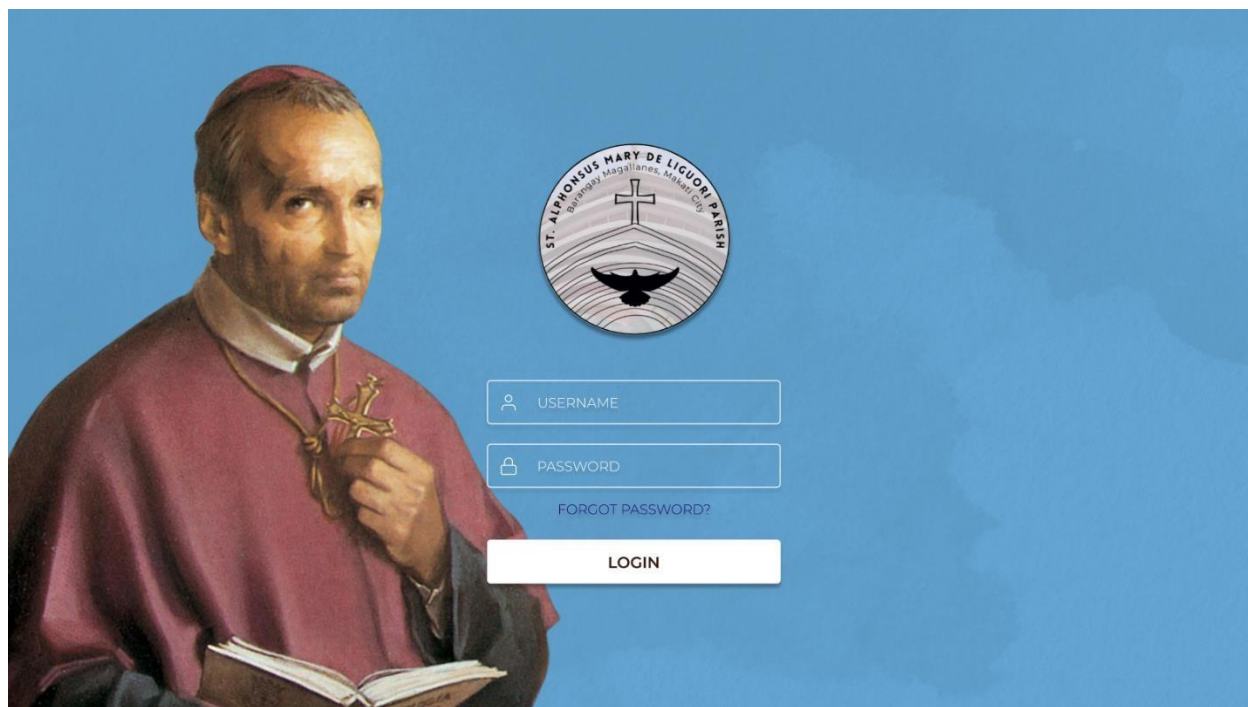 ST. ALPHONSUS MARY DE LIGUORI PARISH
Barangay Magallanes, Makati City
USERNAME
PASSWORD
FORGOT PASSWORD?
LOGIN